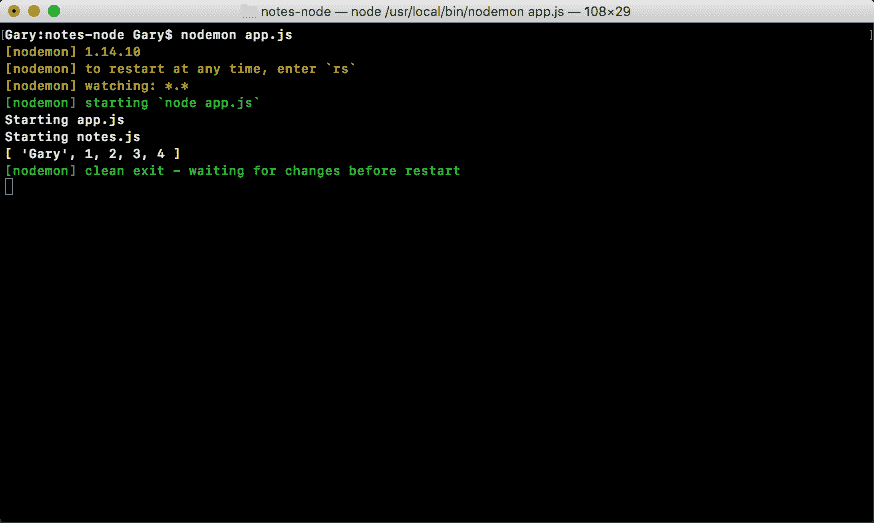 notes-node — node /usr/local/bin/nodemon app.js — 108×29
[Gary:notes-node Gary$ nodemon app.js ]
[nodemon] 1.14.10
[nodemon] to restart at any time, enter `rs`
[nodemon] watching: *.*
[nodemon] starting `node app.js`
Starting app.js
Starting notes.js
[ 'Gary', 1, 2, 3, 4 ]
[nodemon] clean exit - waiting for changes before restart